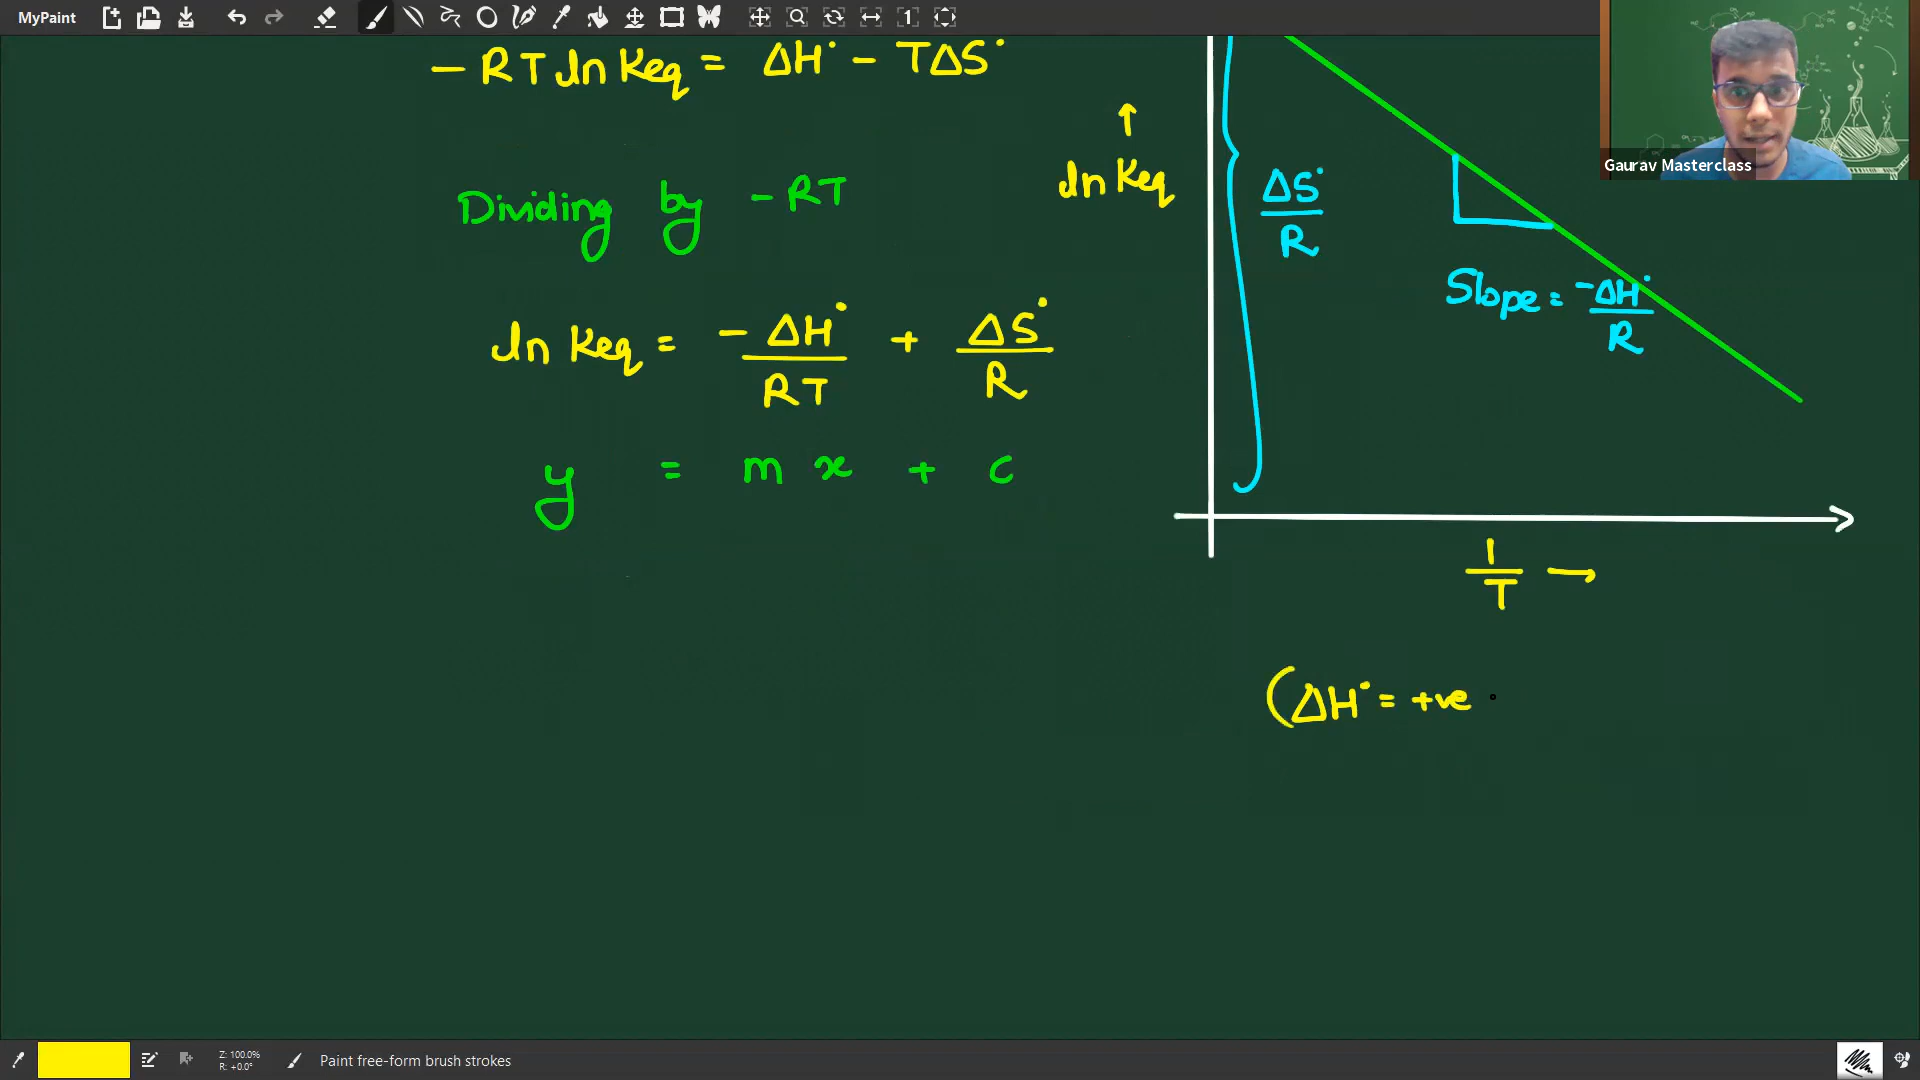 MyPaint
- RT ln Keq = ΔH° - TΔS°
Dividing by - RT
ln Keq = - ΔH° / RT + ΔS° / R
y = m x + c
↑
ln Keq
ΔS° / R
Slope = -ΔH° / R
1 / T →
(ΔH° = +ve
Gaurav Masterclass
Z: 100.0%
R: +0.0°
Paint free-form brush strokes